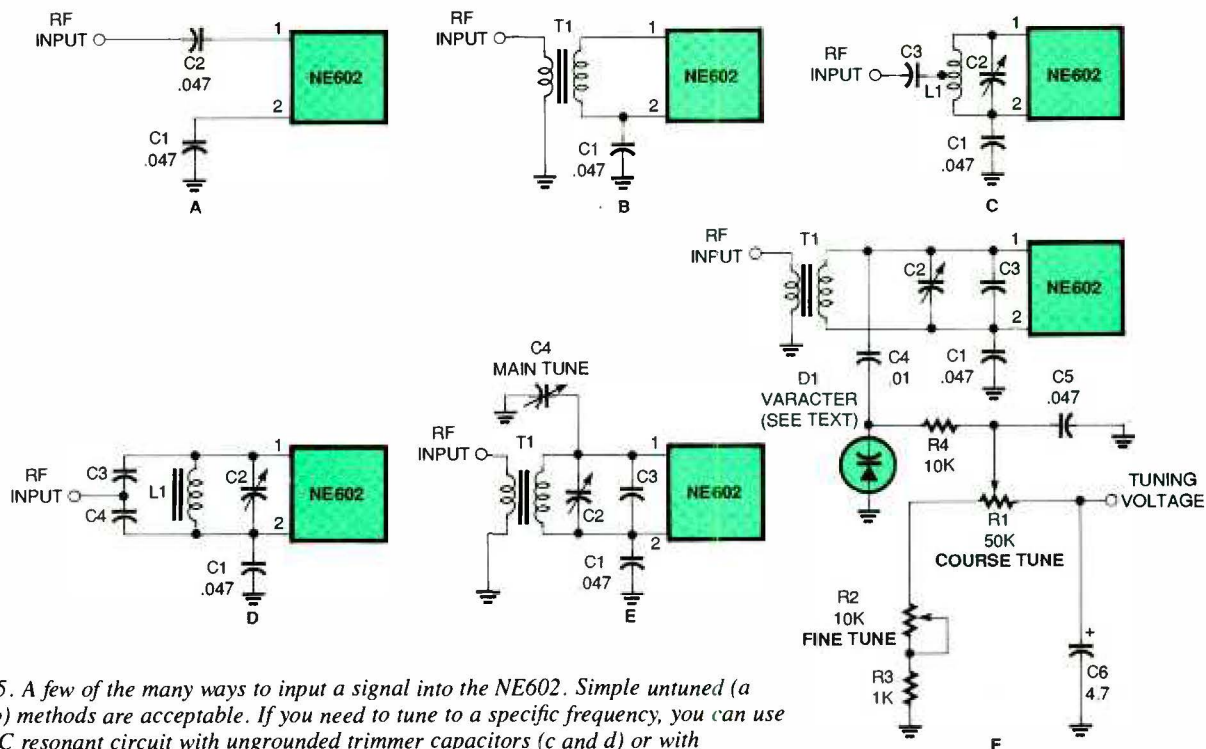 RF
INPUT
C2
.047
1
2
NE602
C1
.047
A
RF
INPUT
T1
1
2
NE602
C1
.047
B
RF
INPUT
C3
L1
C2
1
2
NE602
C1
.047
C
RF
INPUT
C3
C4
L1
C2
1
2
NE602
C1
.047
D
C4
MAIN TUNE
RF
INPUT
T1
C2
C3
1
2
NE602
C1
047
E
RF
INPUT
T1
C2
C3
1
2
NE602
C4
.01
C1
.047
C5
.047
D1
VARACTER
(SEE TEXT)
R4
10K
TUNING
VOLTAGE
R1
50K
COURSE TUNE
R2
10K
FINE TUNE
R3
1K
+
C6
4.7
5. A few of the many ways to input a signal into the NE602. Simple untuned (a
) methods are acceptable. If you need to tune to a specific frequency, you can use
C resonant circuit with ungrounded trimmer capacitors (c and d) or with